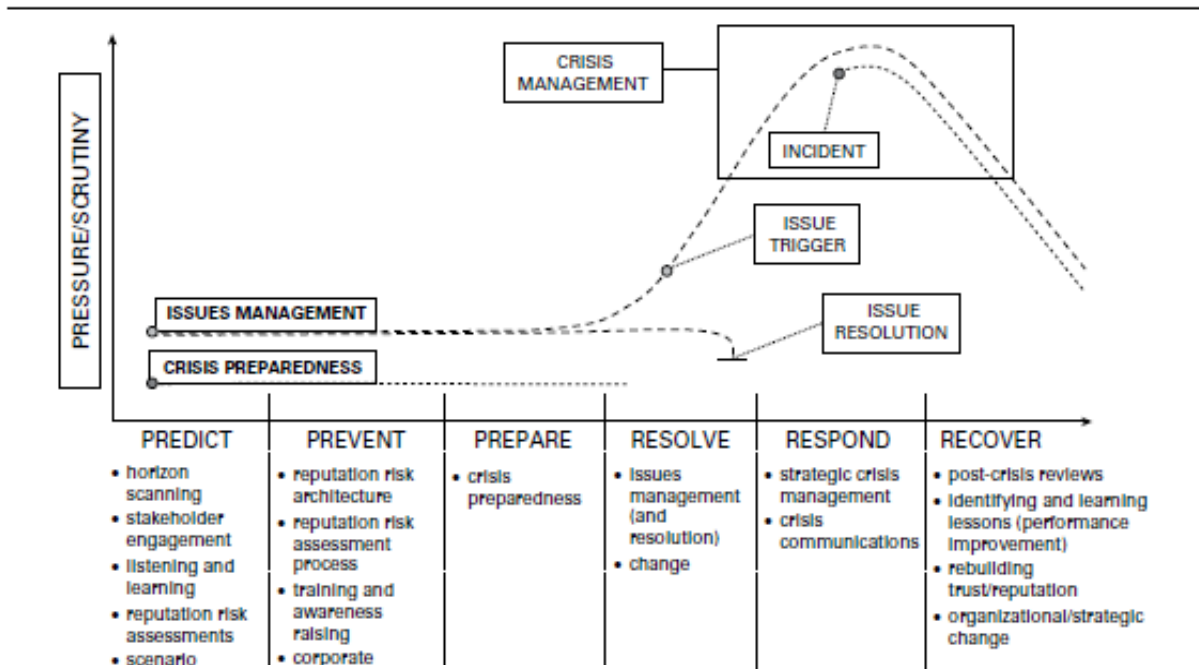 PRESSURE/SCRUTINY
CRISIS
MANAGEMENT
INCIDENT
ISSUE
TRIGGER
ISSUE
RESOLUTION
ISSUES MANAGEMENT
CRISIS PREPAREDNESS
PREDICT
• horizon
scanning
• stakeholder
engagement
• listening and
learning
• reputation risk
assessments
• scenario
PREVENT
• reputation risk
architecture
• reputation risk
assessment
process
• training and
awareness
raising
• corporate
PREPARE
• crisis
preparedness
RESOLVE
• issues
management
(and
resolution)
• change
RESPOND
• strategic crisis
management
• crisis
communications
RECOVER
• post-crisis reviews
• identifying and learning
lessons (performance
improvement)
• rebuilding
trust/reputation
• organizational/strategic
change